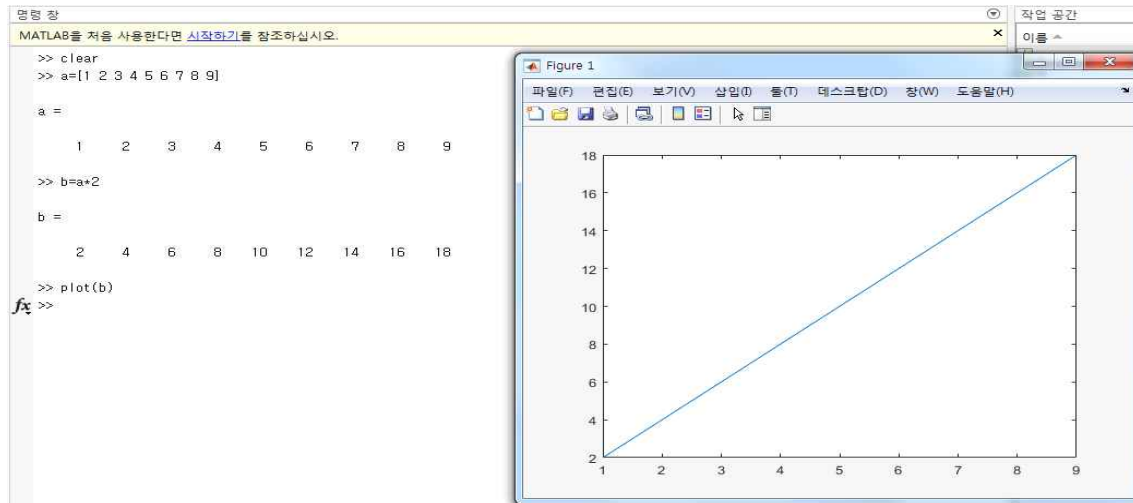 명령 창
MATLAB을 처음 사용한다면 시작하기를 참조하십시오.
>> clear
>> a=[1 2 3 4 5 6 7 8 9]
a =
1 2 3 4 5 6 7 8 9
>> b=a*2
b =
2 4 6 8 10 12 14 16 18
>> plot(b)
fx >>
작업 공간
이름
Figure 1
파일(F) 편집(E) 보기(V) 삽입(I) 툴(T) 데스크탑(D) 창(W) 도움말(H)
18
16
14
12
10
8
6
4
2
1 2 3 4 5 6 7 8 9